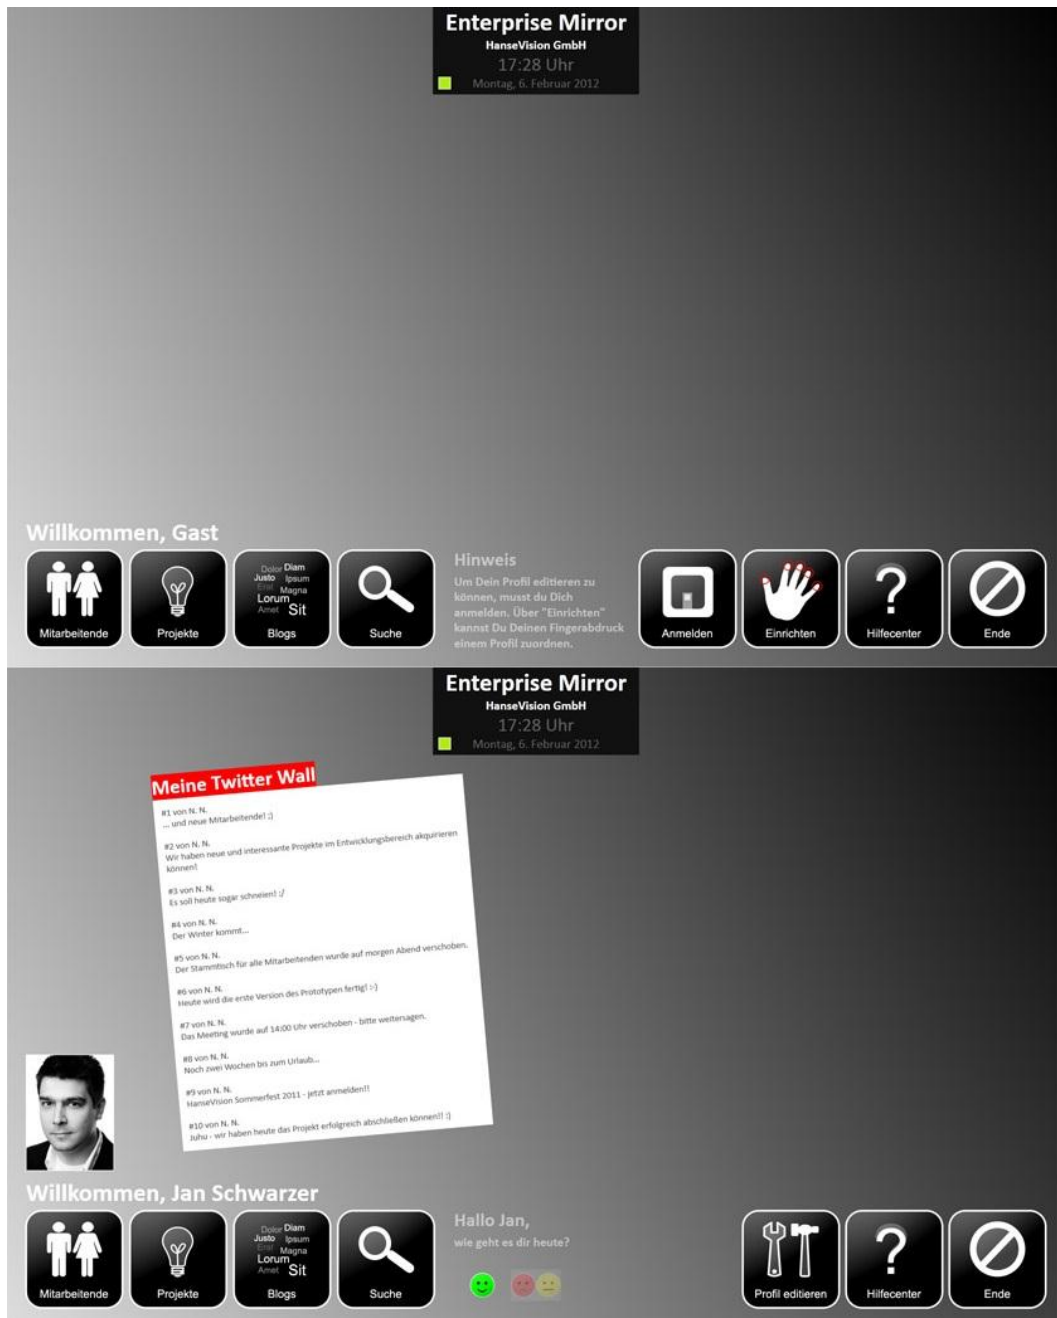 Enterprise Mirror
HanseVision GmbH
17:28 Uhr
Montag, 6. Februar 2012
Willkommen, Gast
Mitarbeitende
Projekte
Dolor Diam
Justo Ipsum
Erat Magna
Lorum
Amet Sit
Blogs
Suche
Hinweis
Um Dein Profil editieren zu
können, musst du Dich
anmelden. Über "Einrichten"
kannst Du Deinen Fingerabdruck
einem Profil zuordnen.
Anmelden
Einrichten
?
Hilfecenter
Ende
Enterprise Mirror
HanseVision GmbH
17:28 Uhr
Montag, 6. Februar 2012
Meine Twitter Wall
#1 von N. N.
... und neue Mitarbeitende! ;)
#2 von N. N.
Wir haben neue und interessante Projekte im Entwicklungsbereich akquirieren
können!
#3 von N. N.
Es soll heute sogar schneien! :/
#4 von N. N.
Der Winter kommt...
#5 von N. N.
Der Stammtisch für alle Mitarbeitenden wurde auf morgen Abend verschoben.
#6 von N. N.
Heute wird die erste Version des Prototypen fertig! :-)
#7 von N. N.
Das Meeting wurde auf 14:00 Uhr verschoben - bitte weitersagen.
#8 von N. N.
Noch zwei Wochen bis zum Urlaub...
#9 von N. N.
HanseVision Sommerfest 2011 - jetzt anmelden!!
#10 von N. N.
Juhu - wir haben heute das Projekt erfolgreich abschließen können!! :)
Willkommen, Jan Schwarzer
Mitarbeitende
Projekte
Dolor Diam
Justo Ipsum
Erat Magna
Lorum
Amet Sit
Blogs
Suche
Hallo Jan,
wie geht es dir heute?
Profil editieren
?
Hilfecenter
Ende